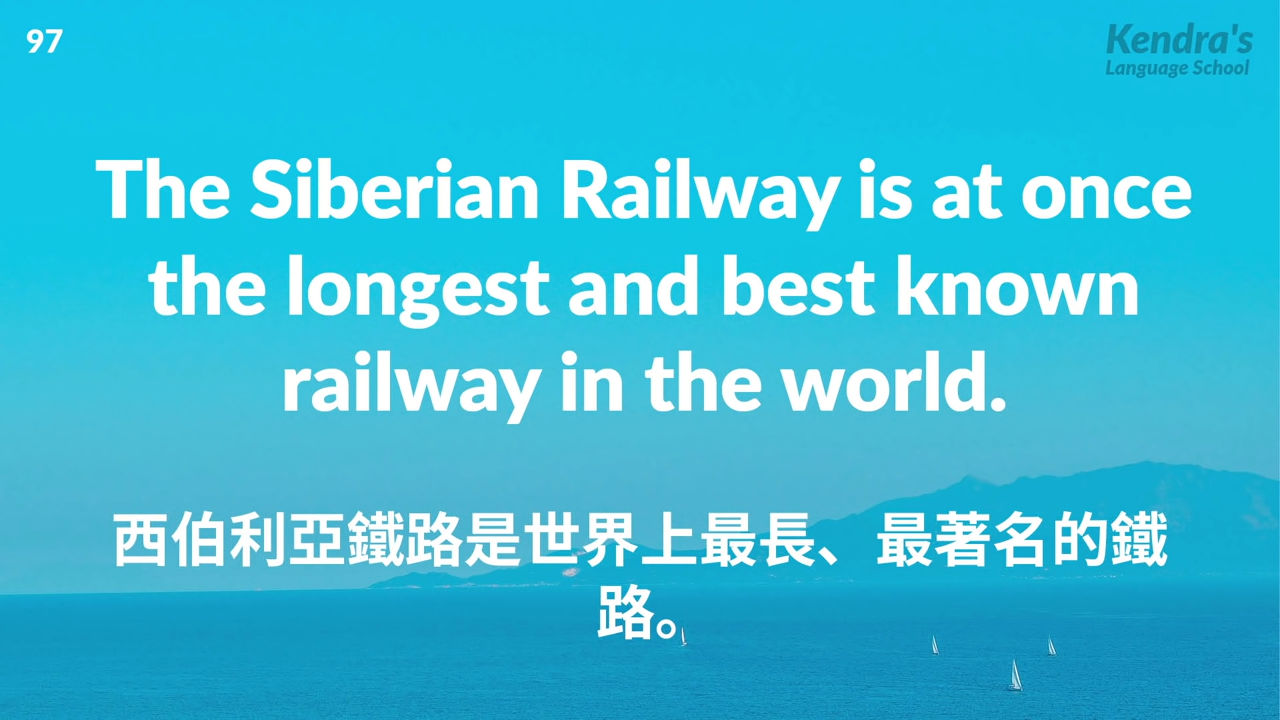 97
Kendra's
Language School
The Siberian Railway is at once
the longest and best known
railway in the world.
西伯利亞鐵路是世界上最長、最著名的鐵
路。